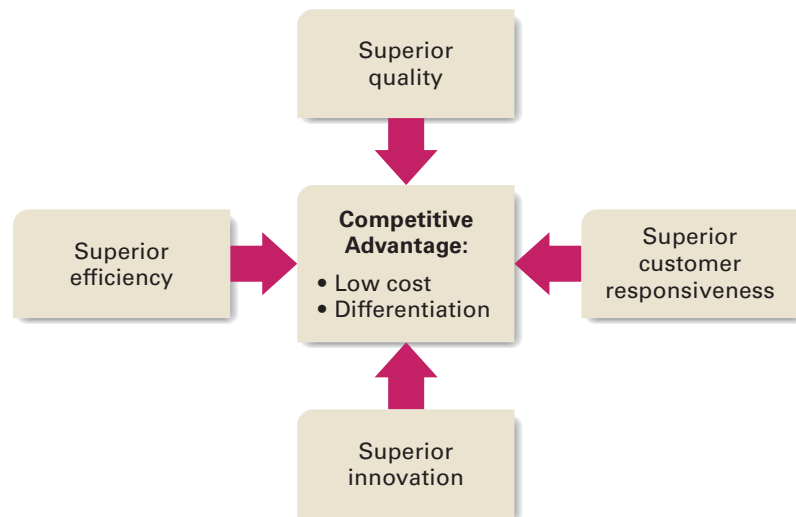 Superior
quality
Superior
efficiency
Competitive
Advantage:
• Low cost
• Differentiation
Superior
customer
responsiveness
Superior
innovation